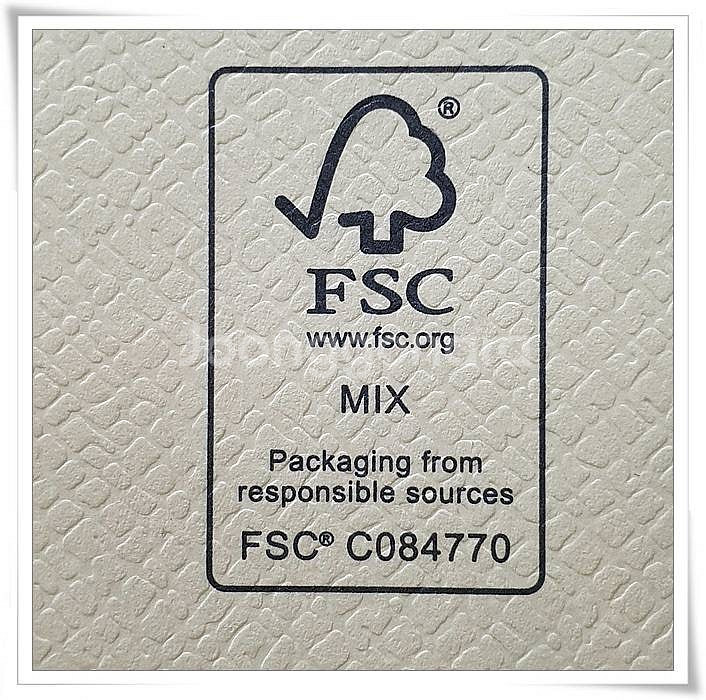 ®
FSC
www.fsc.org
MIX
Packaging from
responsible sources
FSC® C084770